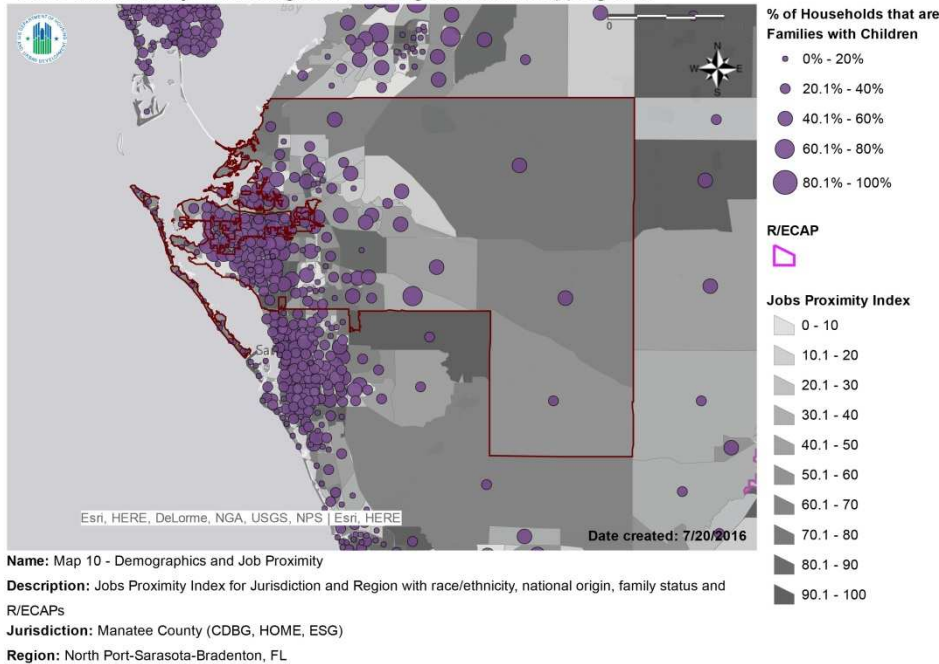 Bay
0
N
W E
S
Sar
Esri, HERE, DeLorme, NGA, USGS, NPS | Esri, HERE
Date created: 7/20/2016
% of Households that are
Families with Children
0% - 20%
20.1% - 40%
40.1% - 60%
60.1% - 80%
80.1% - 100%
R/ECAP
Jobs Proximity Index
0 - 10
10.1 - 20
20.1 - 30
30.1 - 40
40.1 - 50
50.1 - 60
60.1 - 70
70.1 - 80
80.1 - 90
90.1 - 100
Name: Map 10 - Demographics and Job Proximity
Description: Jobs Proximity Index for Jurisdiction and Region with race/ethnicity, national origin, family status and
R/ECAPs
Jurisdiction: Manatee County (CDBG, HOME, ESG)
Region: North Port-Sarasota-Bradenton, FL